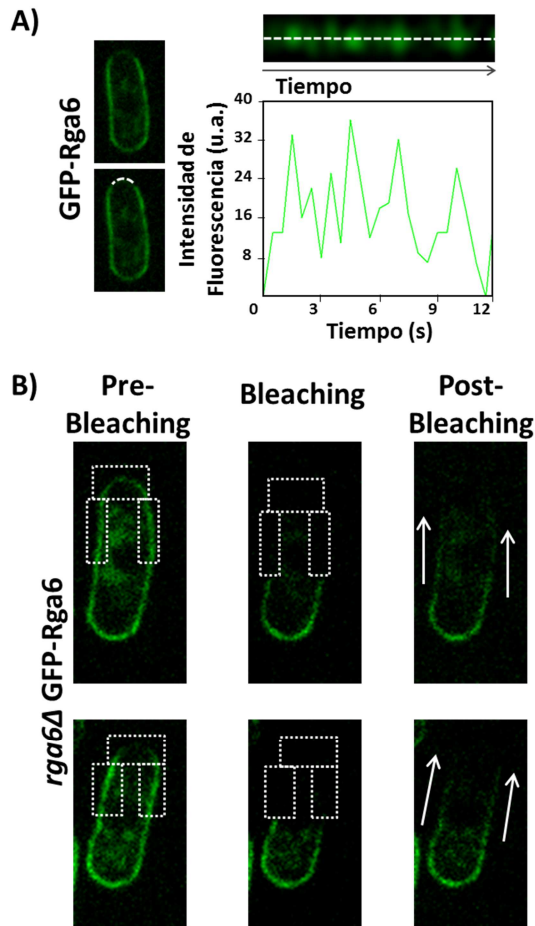 A)
GFP-Rga6
Tiempo
Intensidad de
Fluorescencia (u.a.)
40
32
24
16
8
0
3
6
9
12
Tiempo (s)
B)
Pre-
Bleaching
Bleaching
Post-
Bleaching
rga6Δ GFP-Rga6